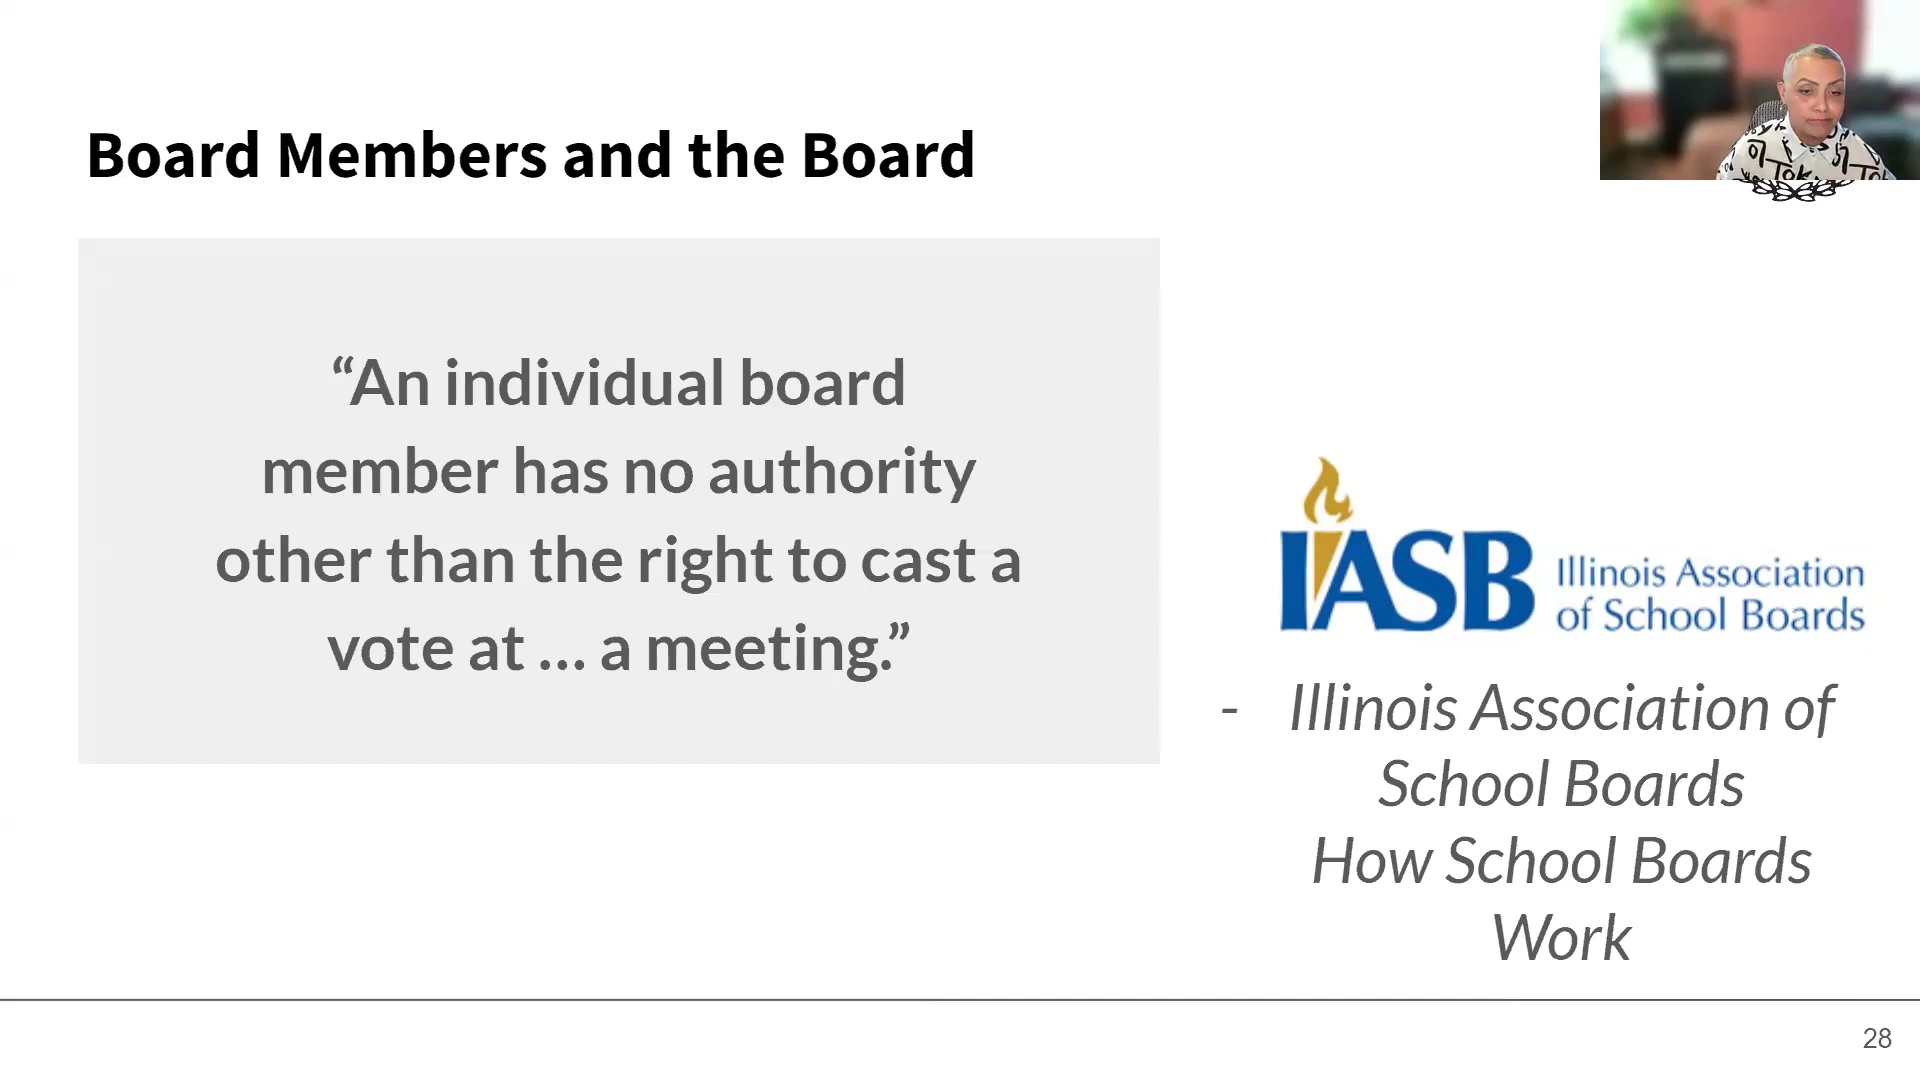 Board Members and the Board
“An individual board
member has no authority
other than the right to cast a
vote at ... a meeting.”
IASB
Illinois Association
of School Boards
- Illinois Association of
School Boards
How School Boards
Work
28